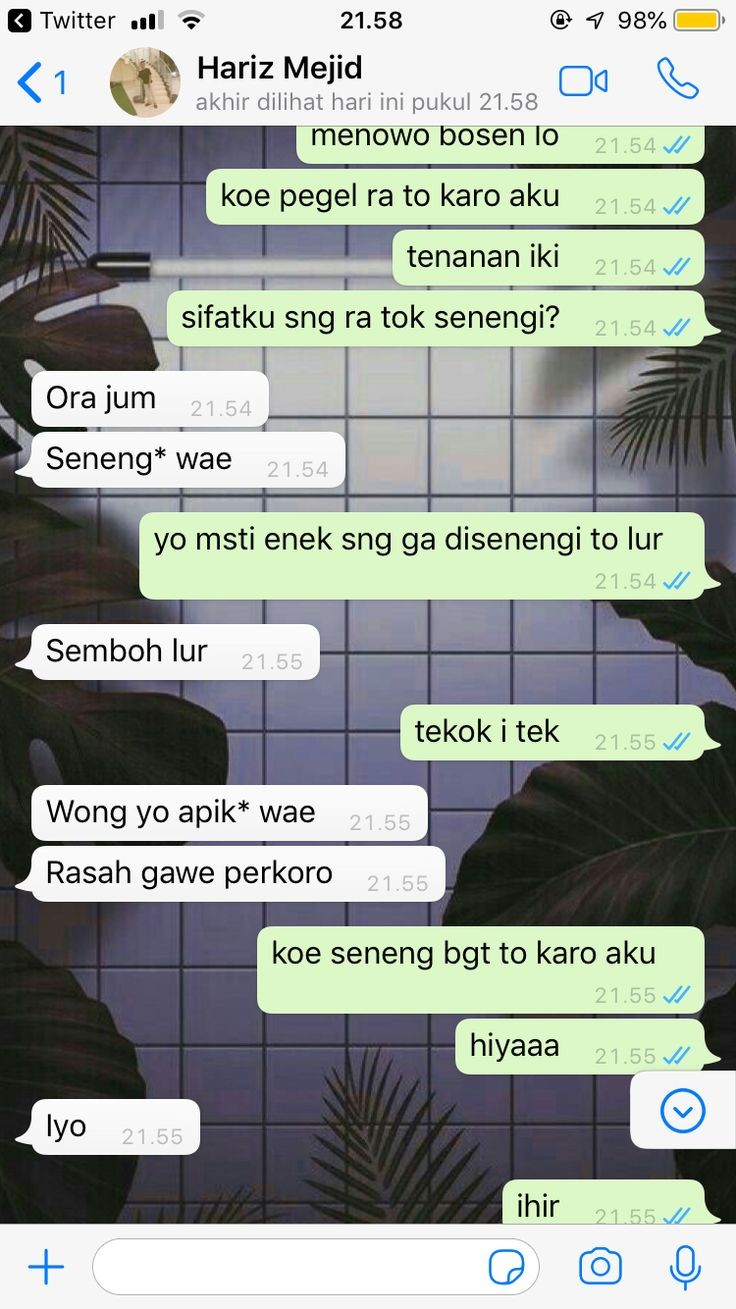 Twitter 21.58 98%
1 Hariz Mejid
akhir dilihat hari ini pukul 21.58
menowo bosen lo 21.54
koe pegel ra to karo aku 21.54
tenanan iki 21.54
sifatku sng ra tok senengi? 21.54
Ora jum 21.54
Seneng* wae 21.54
yo msti enek sng ga disenengi to lur
21.54
Semboh lur 21.55
tekok i tek 21.55
Wong yo apik* wae 21.55
Rasah gawe perkoro 21.55
koe seneng bgt to karo aku
21.55
hiyaaa 21.55
Iyo 21.55
ihir 21.55